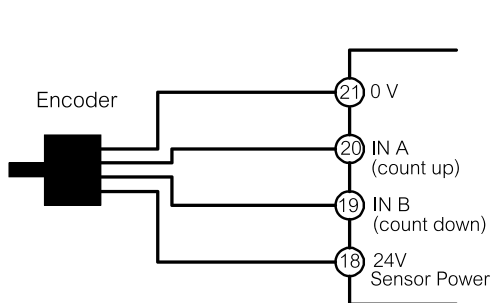 21 0 V
Encoder
20 IN A
(count up)
19 IN B
(count down)
18 24V
Sensor Power